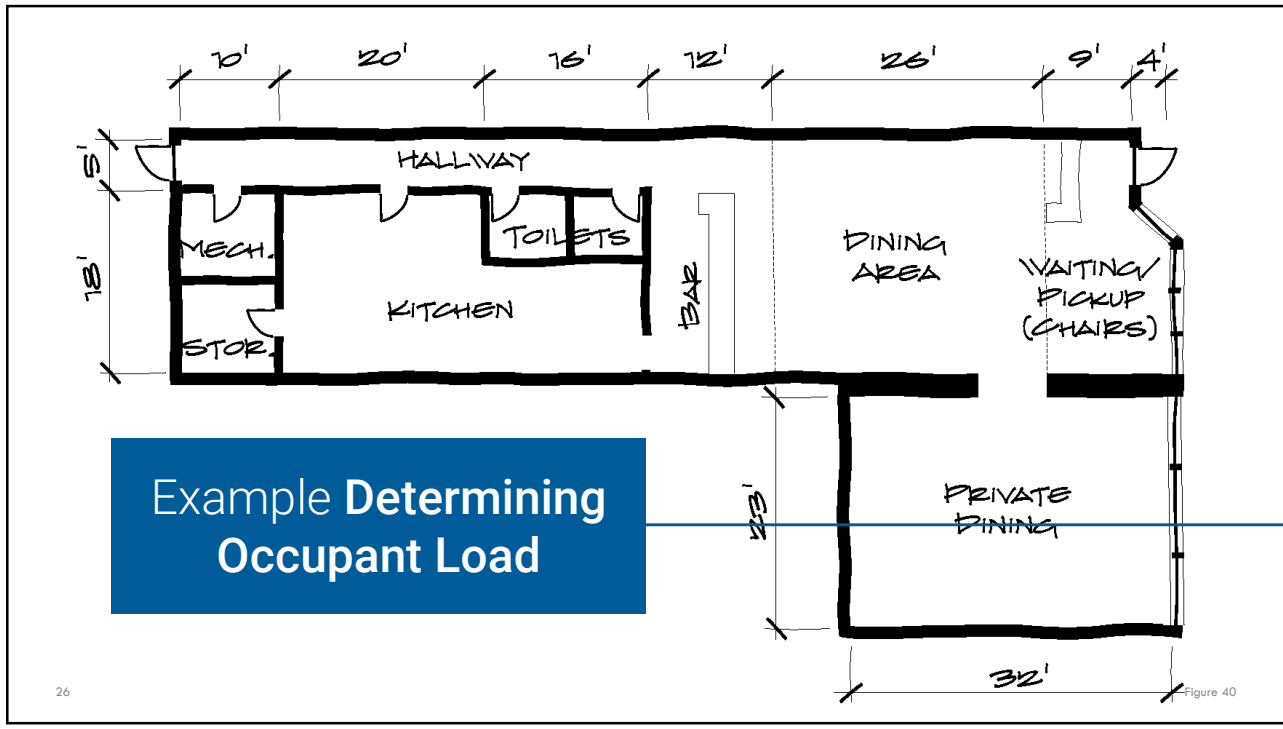 10' 20' 16' 12' 26' 9' 4'
5'
HALLWAY
18'
MECH.
TOILETS
STOR.
KITCHEN
BAR
DINING
AREA
WAITING/
PICKUP
(CHAIRS)
Example Determining
Occupant Load
23'
PRIVATE
DINING
32'
26
Figure 40